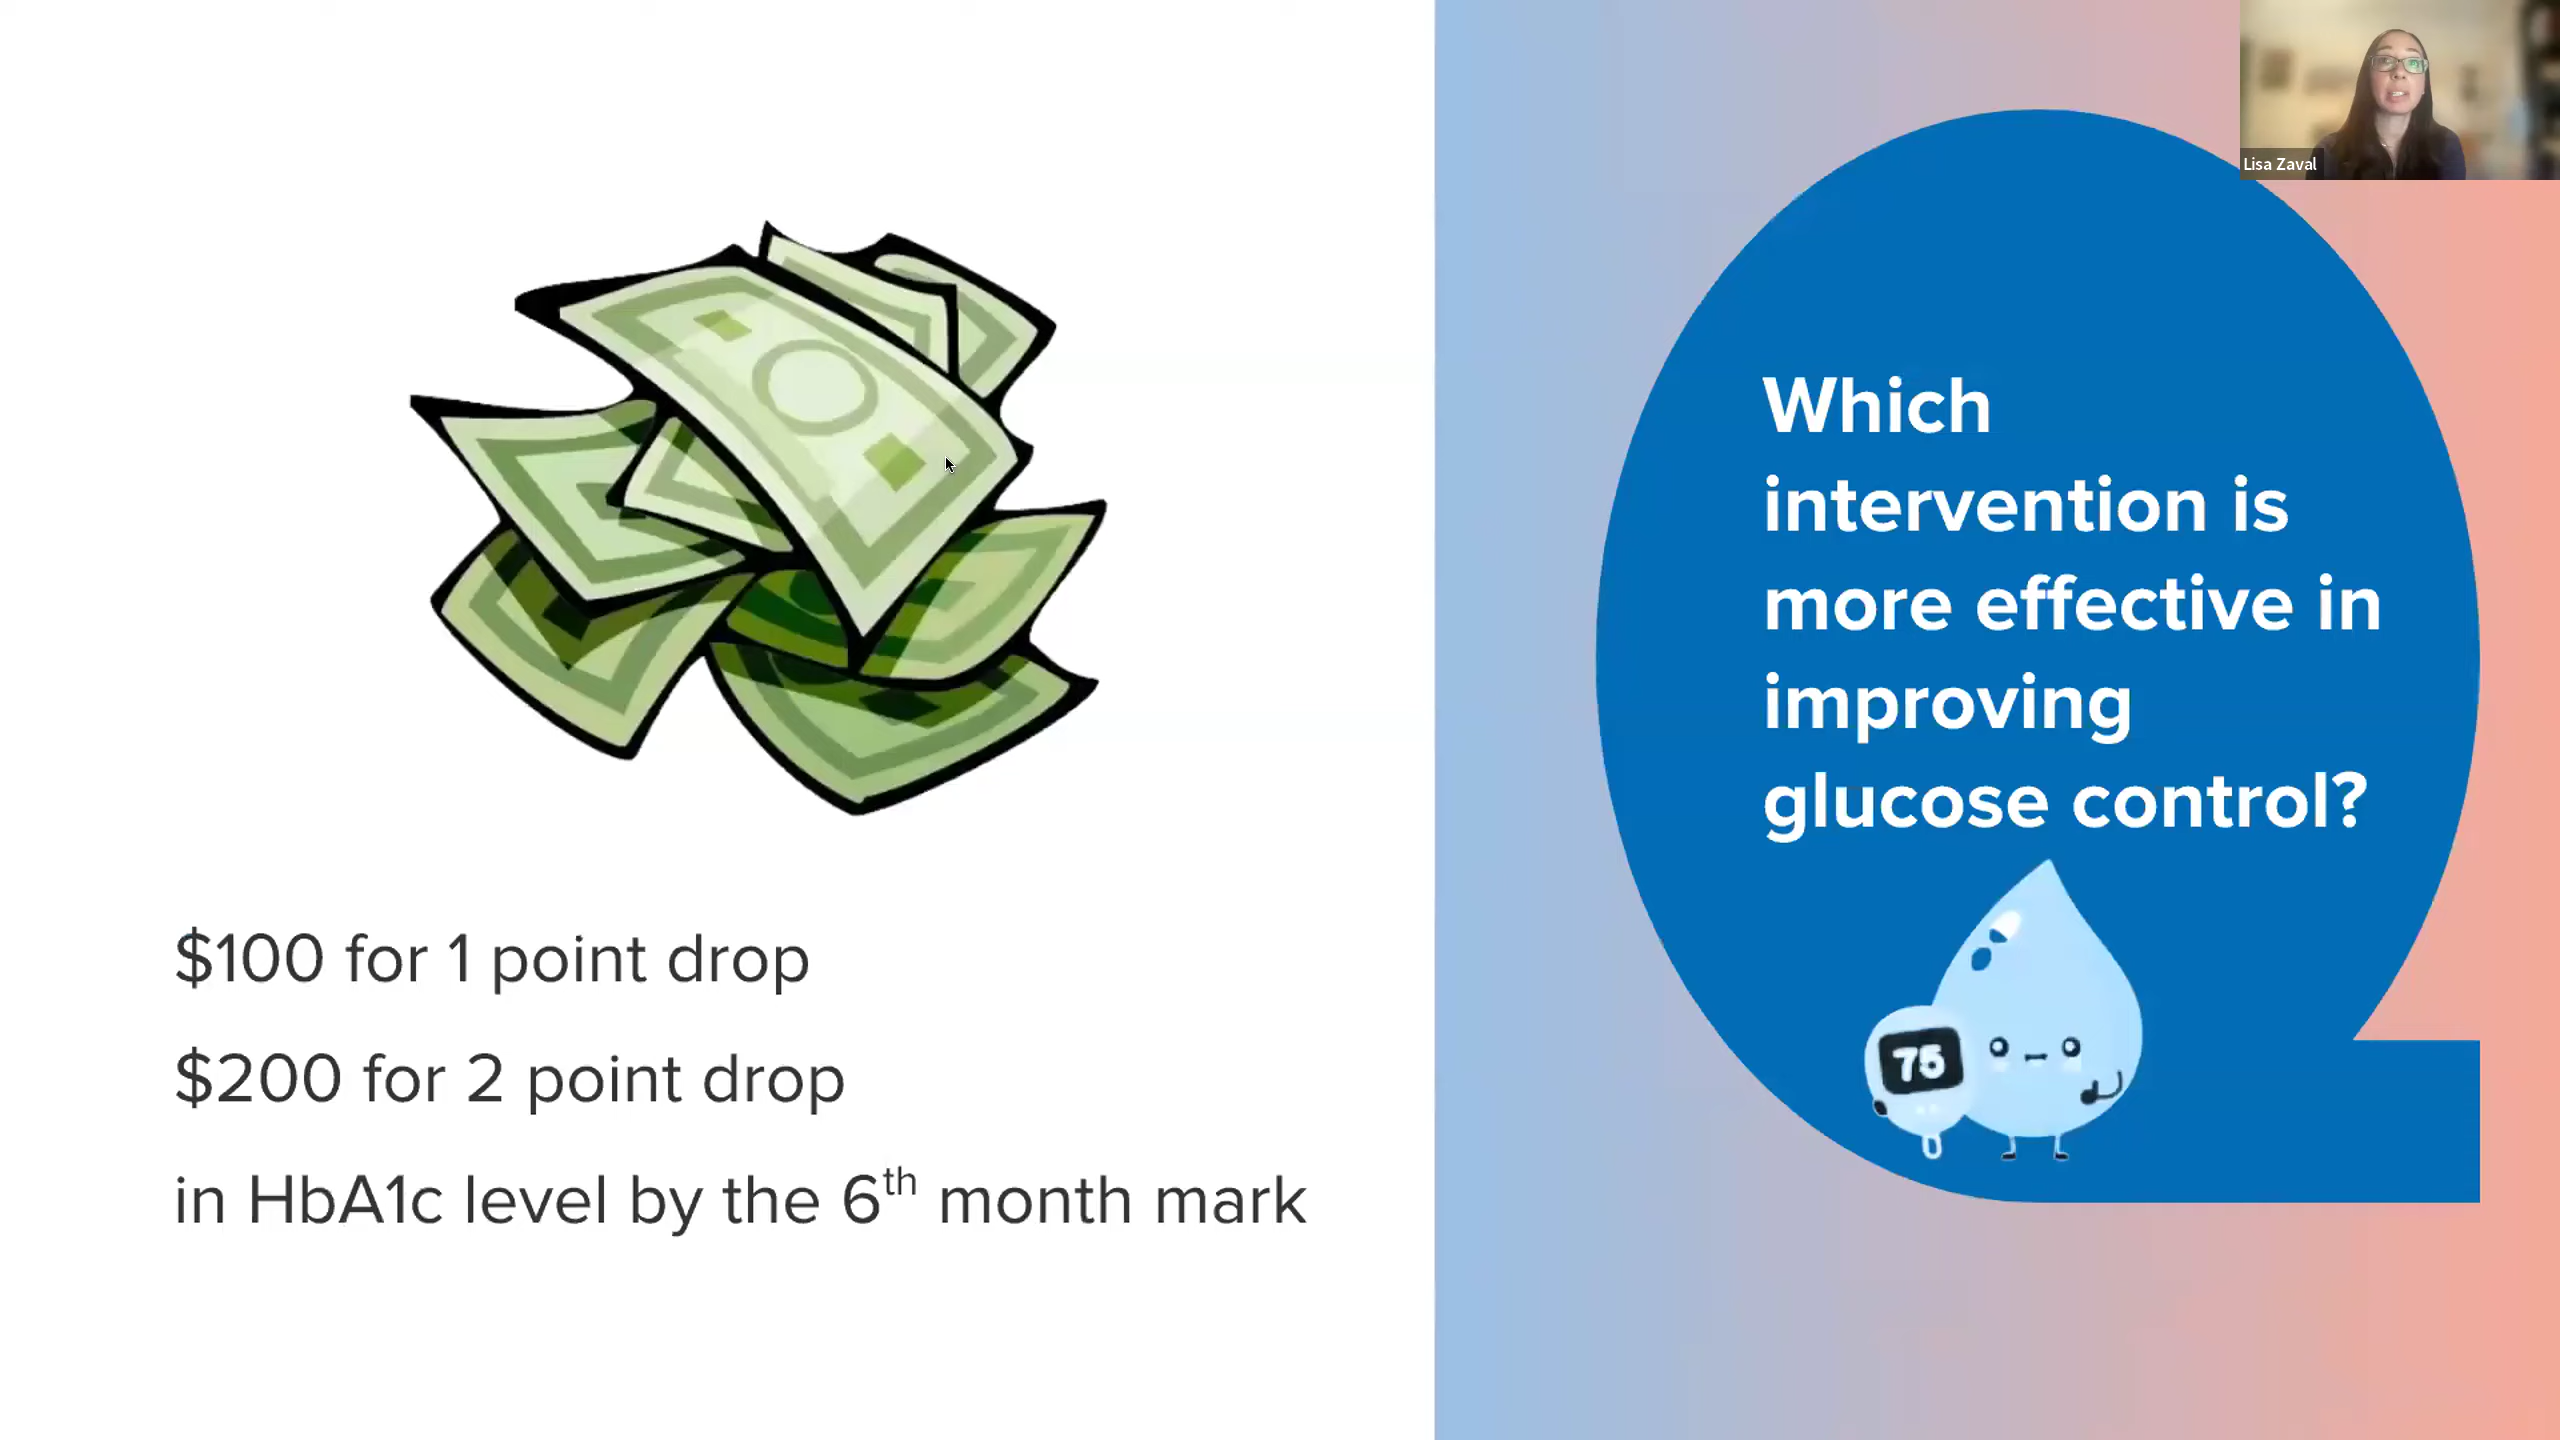 $100 for 1 point drop
$200 for 2 point drop
in HbA1c level by the 6th month mark
Which
intervention is
more effective in
improving
glucose control?
75
Lisa Zaval